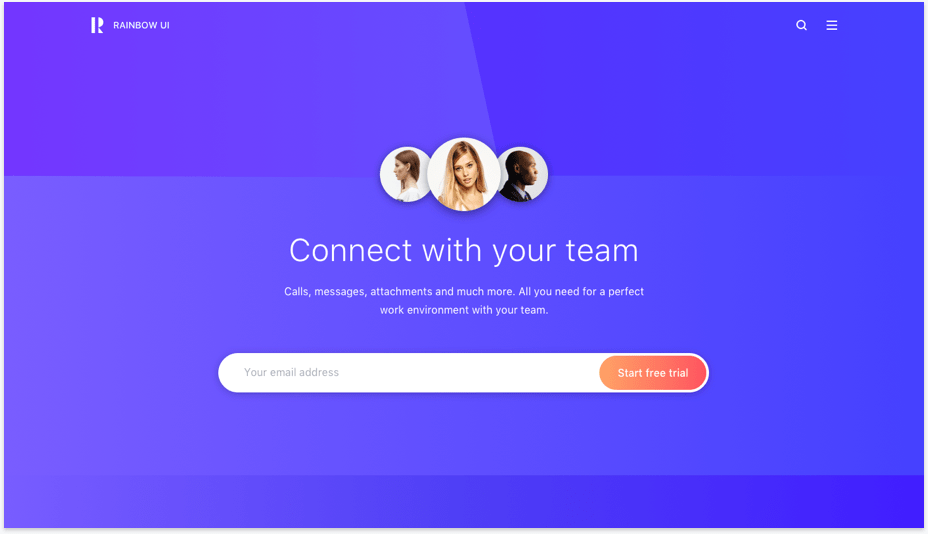 RAINBOW UI
Connect with your team
Calls, messages, attachments and much more. All you need for a perfect
work environment with your team.
Your email address
Start free trial